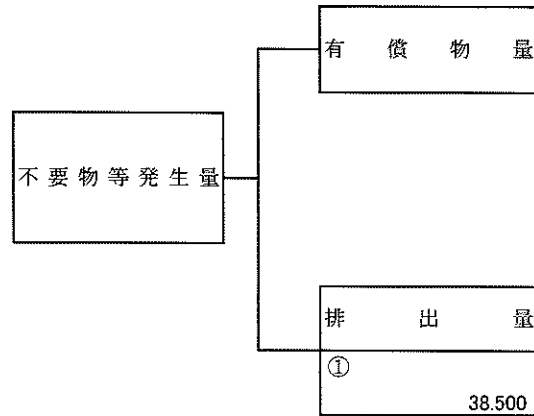 有償物量
不要物等発生量
排出量
①
38.500